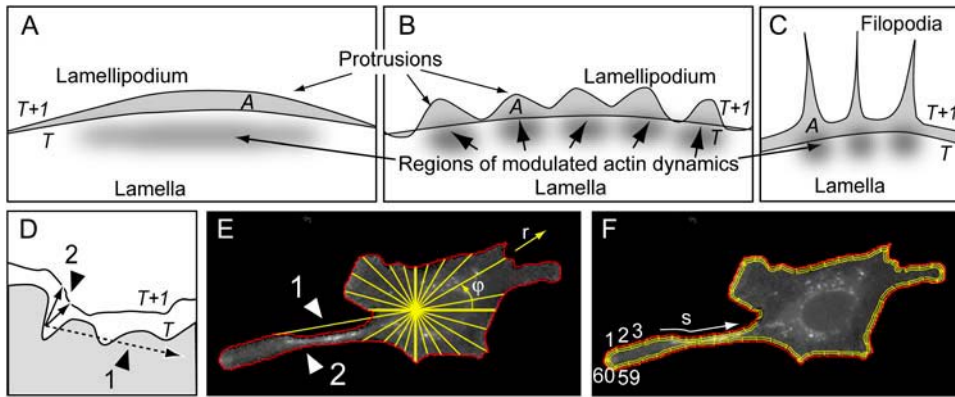 A
Lamellipodium
Protrusions
T+1
A
T
Lamella
B
Lamellipodium
A
T+1
T
Regions of modulated actin dynamics
Lamella
C
Filopodia
T+1
A
T
Lamella
D
2
T+1
T
1
E
r
1
φ
2
F
S
1 2 3
60 59